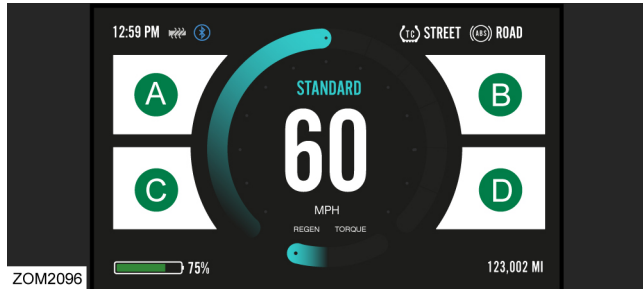 12:59 PM
TC STREET ABS ROAD
A
B
STANDARD
60
MPH
C
D
REGEN TORQUE
75%
123,002 MI
ZOM2096